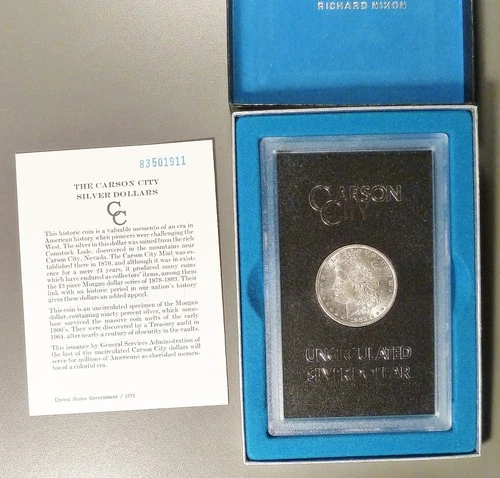 RICHARD NIXON
83501911
THE CARSON CITY
SILVER DOLLARS
CC
This historic coin is a valuable memento of an era in
American history when pioneers were challenging the
West. The silver in this dollar was mined from the rich
Comstock Lode, discovered in the mountains near
Carson City, Nevada. The Carson City Mint was es-
tablished there in 1870, and although it was in exist-
ence for a mere 24 years, it produced many coins
which have endured as collectors' items, among them
the 13 piece Morgan dollar series of 1878-1893. Their
link with an historic period in our nation's history
gives these dollars an added appeal.
This coin is an uncirculated specimen of the Morgan
dollar, containing ninety percent silver, which some-
how survived the massive coin melts of the early
1900's. They were discovered by a Treasury audit in
1964, after nearly a century of obscurity in the vaults.
This issuance by General Services Administration of
the last of the uncirculated Carson City dollars will
serve for millions of Americans as cherished memen-
tos of a colorful era.
United States Government / 1972
CARSON
CITY
UNCIRCULATED
SILVER DOLLAR